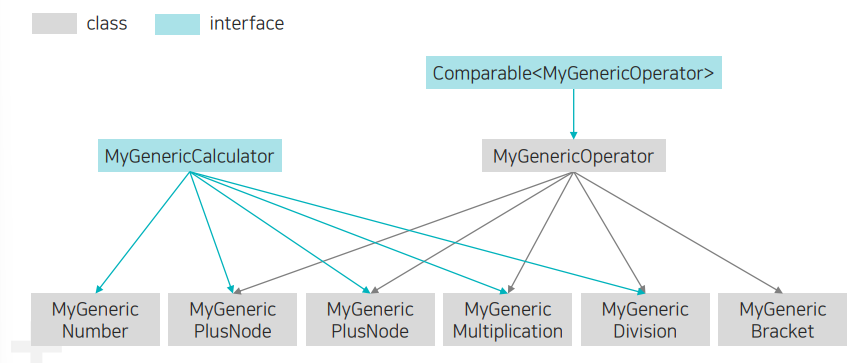 class
interface
Comparable<MyGenericOperator>
MyGenericCalculator
MyGenericOperator
MyGeneric
Number
MyGeneric
PlusNode
MyGeneric
PlusNode
MyGeneric
Multiplication
MyGeneric
Division
MyGeneric
Bracket